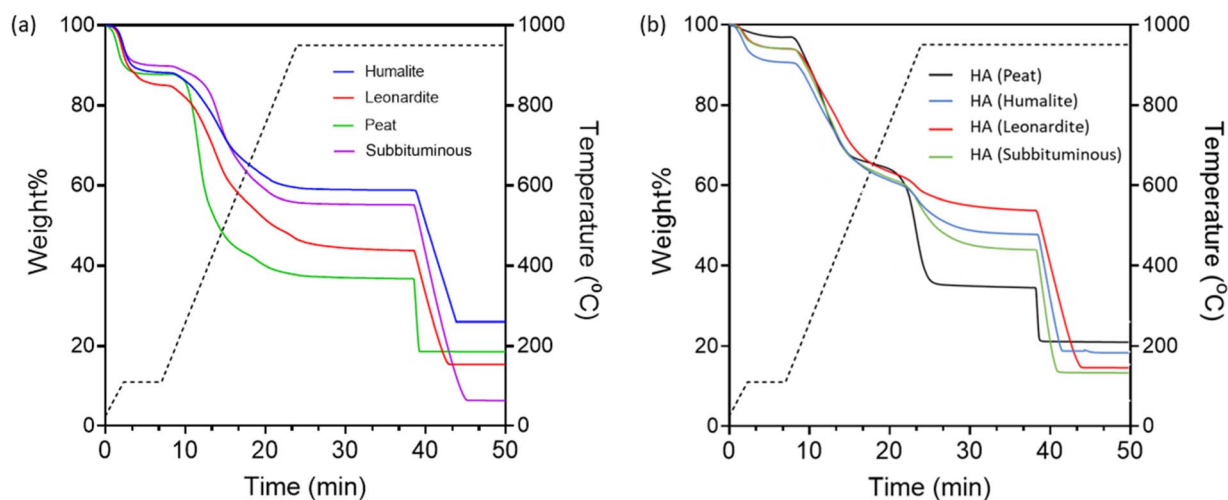 (a)
Weight%
100
80
60
40
20
0
0 10 20 30 40 50
Time (min)
1000
800
600
400
200
0
Temperature (°C)
Humalite
Leonardite
Peat
Subbituminous
(b)
Weight%
100
80
60
40
20
0
0 10 20 30 40 50
Time (min)
1000
800
600
400
200
0
Temperature (°C)
HA (Peat)
HA (Humalite)
HA (Leonardite)
HA (Subbituminous)